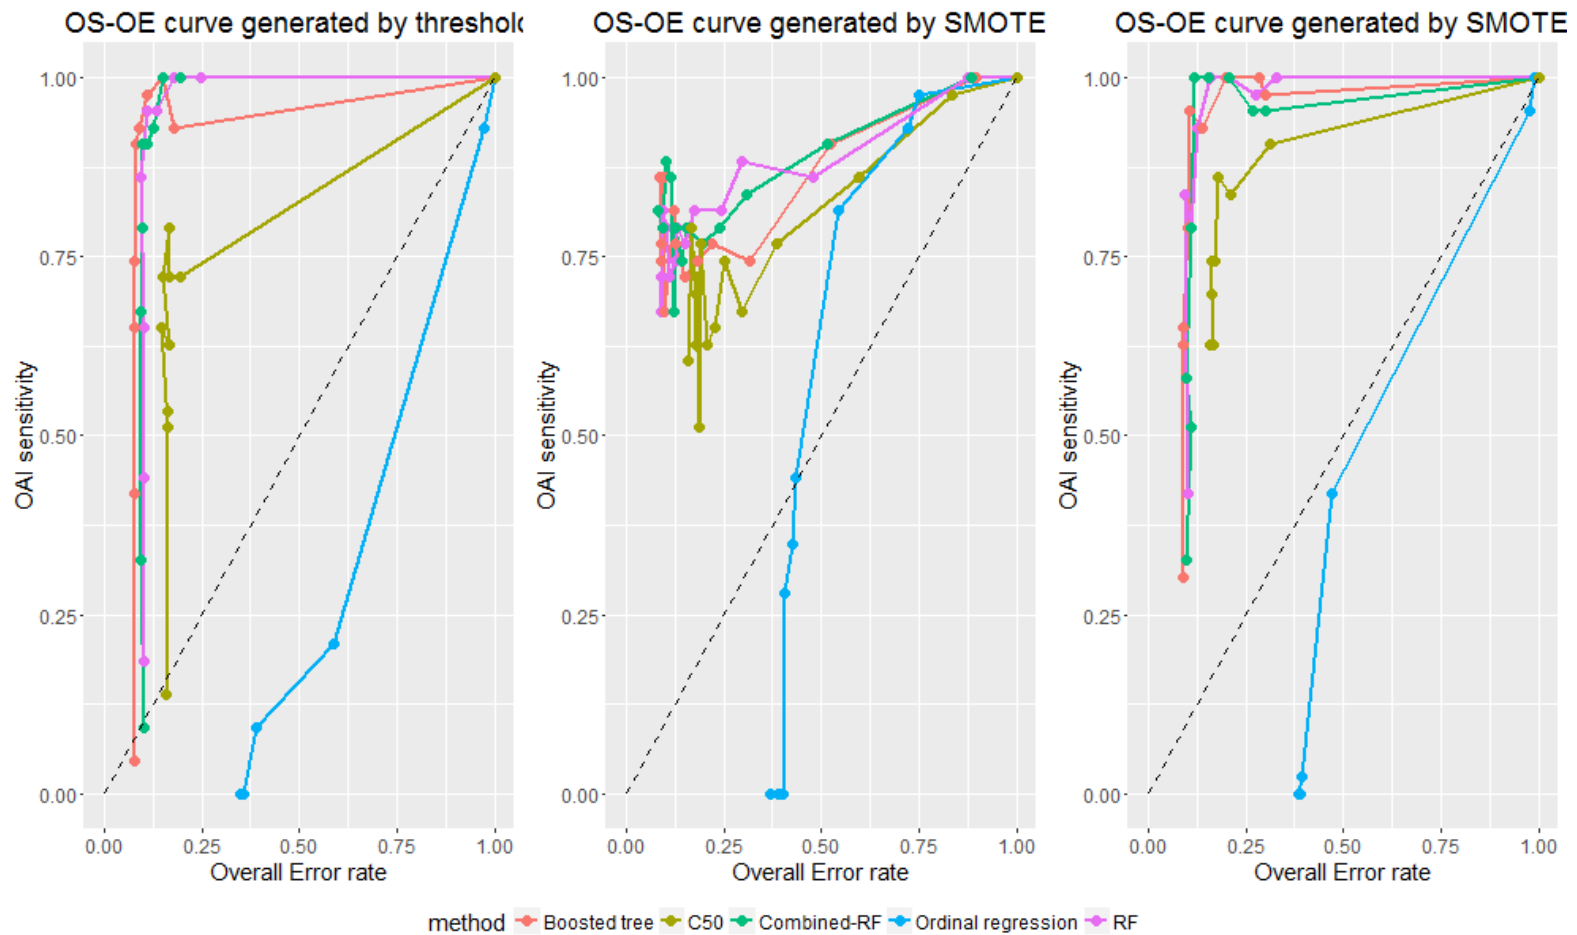 OS-OE curve generated by threshold
OAI sensitivity
1.00
0.75
0.50
0.25
0.00
0.00 0.25 0.50 0.75 1.00
Overall Error rate
OS-OE curve generated by SMOTE
OAI sensitivity
1.00
0.75
0.50
0.25
0.00
0.00 0.25 0.50 0.75 1.00
Overall Error rate
OS-OE curve generated by SMOTE
OAI sensitivity
1.00
0.75
0.50
0.25
0.00
0.00 0.25 0.50 0.75 1.00
Overall Error rate
method Boosted tree C50 Combined-RF Ordinal regression RF